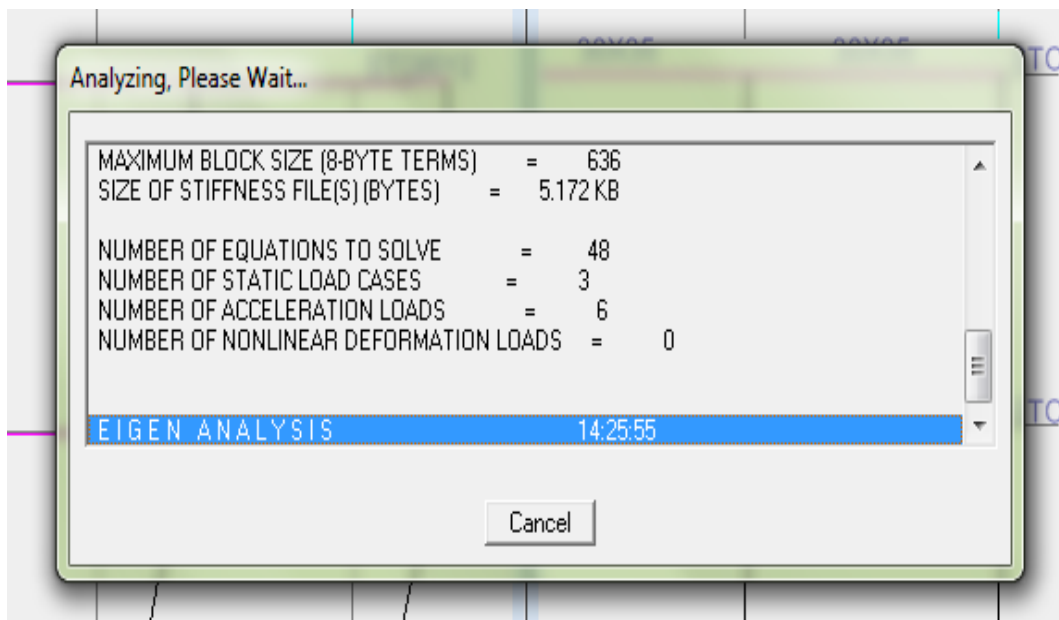 Analyzing, Please Wait...
MAXIMUM BLOCK SIZE (8-BYTE TERMS) = 636
SIZE OF STIFFNESS FILE(S) (BYTES) = 5.172 KB
NUMBER OF EQUATIONS TO SOLVE = 48
NUMBER OF STATIC LOAD CASES = 3
NUMBER OF ACCELERATION LOADS = 6
NUMBER OF NONLINEAR DEFORMATION LOADS = 0
E I G E N   A N A L Y S I S 14:25:55
Cancel